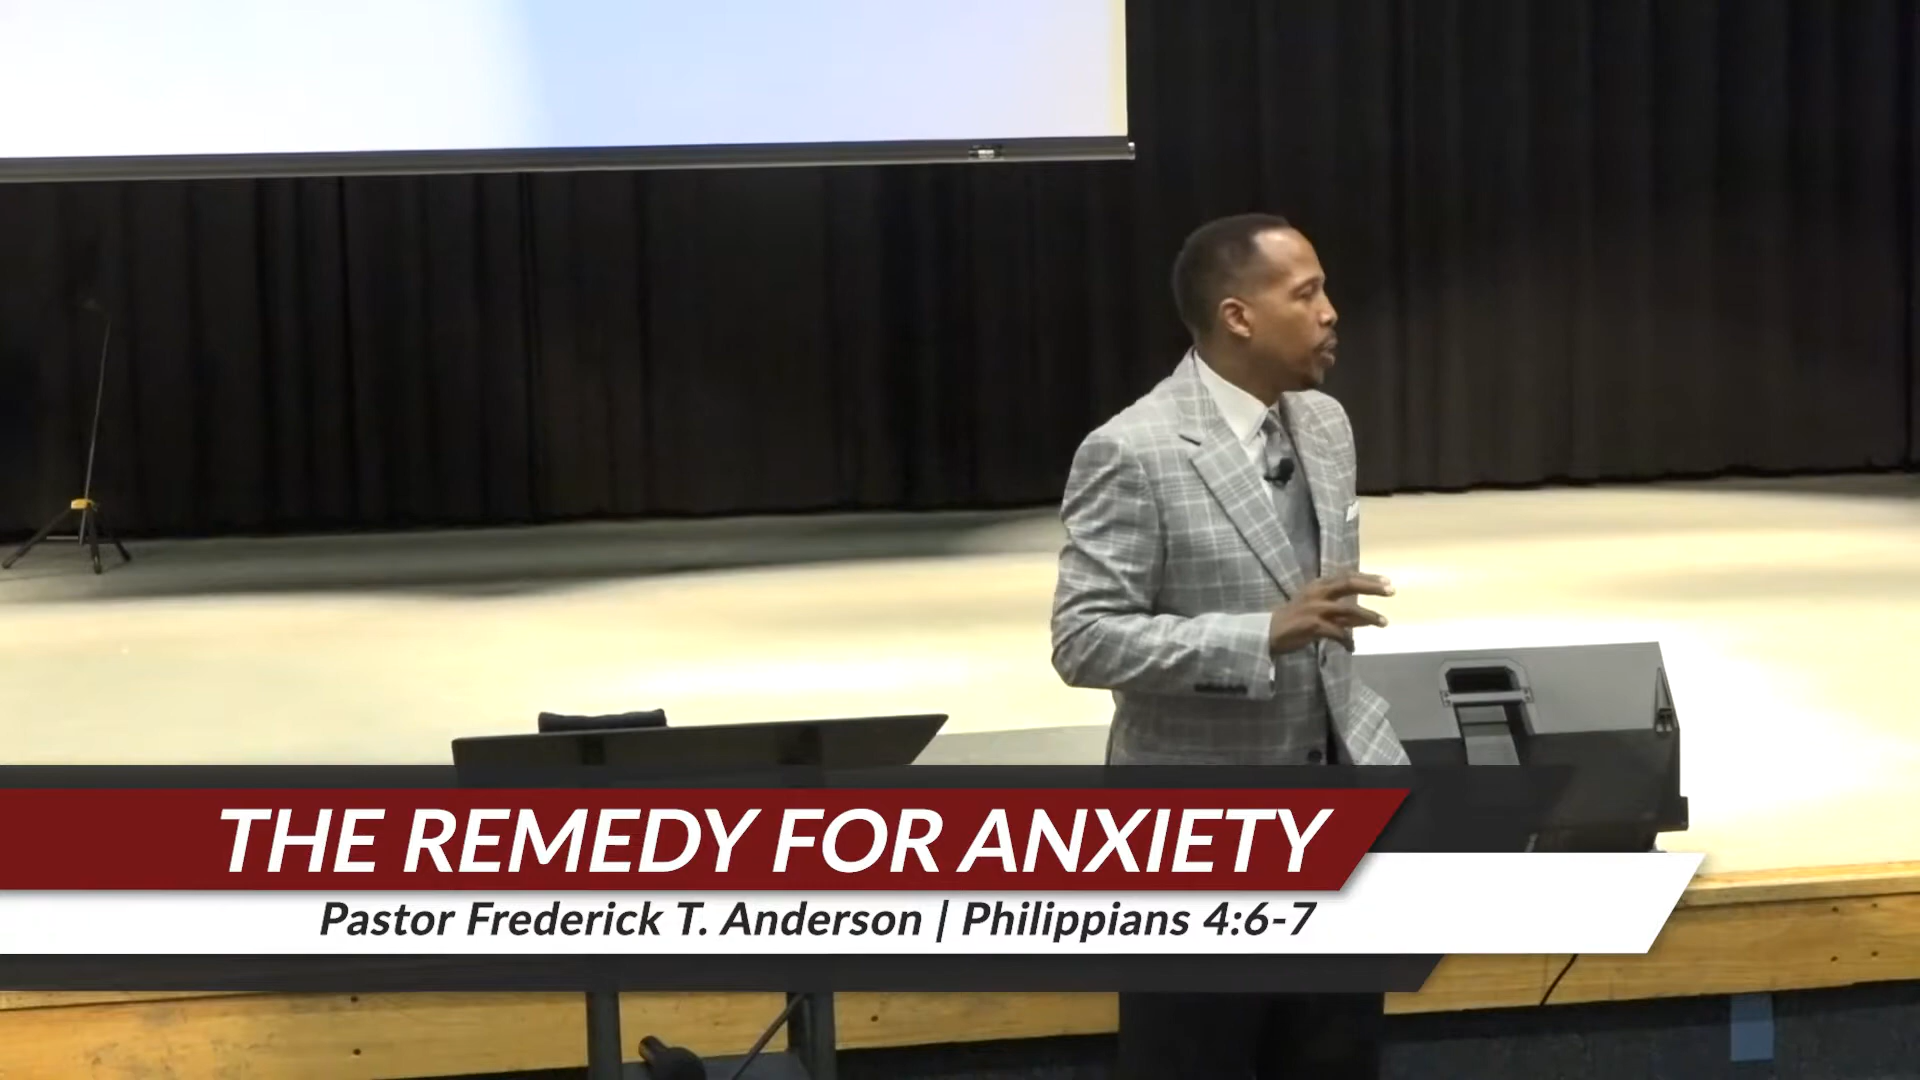 THE REMEDY FOR ANXIETY
Pastor Frederick T. Anderson | Philippians 4:6-7